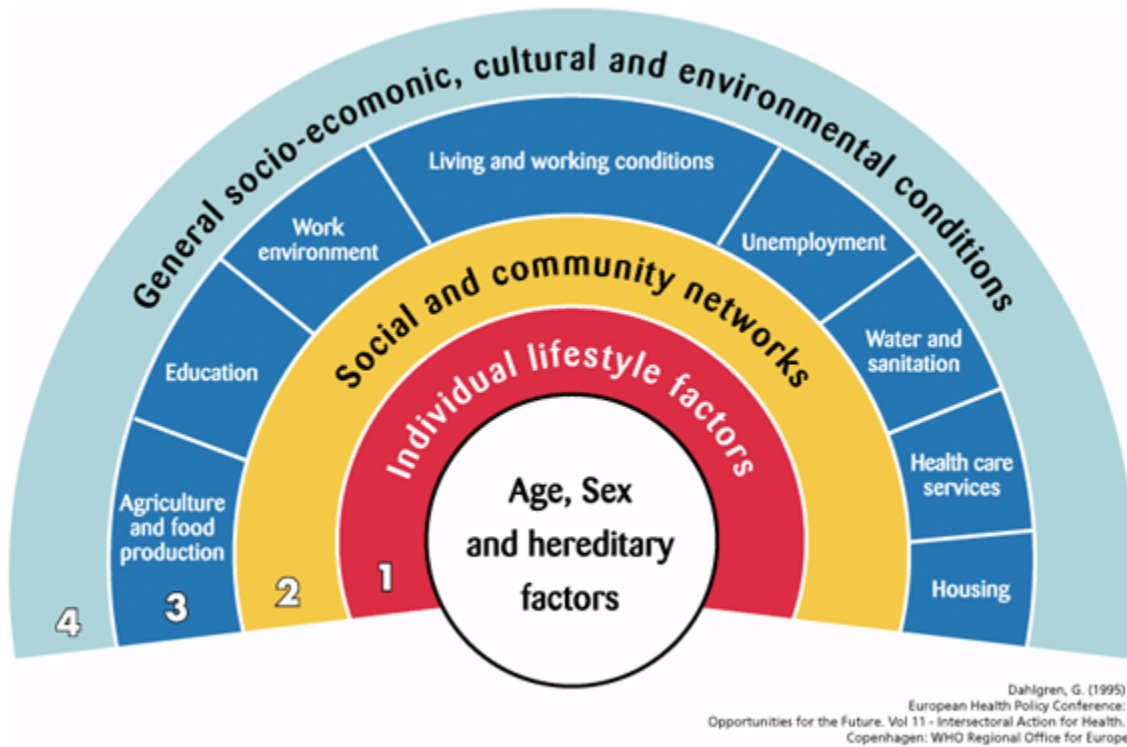 General socio-ecomonic, cultural and environmental conditions
Living and working conditions
Work
environment
Unemployment
Education
Water and
sanitation
Agriculture
and food
production
Health care
services
Housing
Social and community networks
Individual lifestyle factors
Age, Sex
and hereditary
factors
4
3
2
1
Dahlgren, G. (1995)
European Health Policy Conference:
Opportunities for the Future. Vol 11 - Intersectoral Action for Health.
Copenhagen: WHO Regional Office for Europe